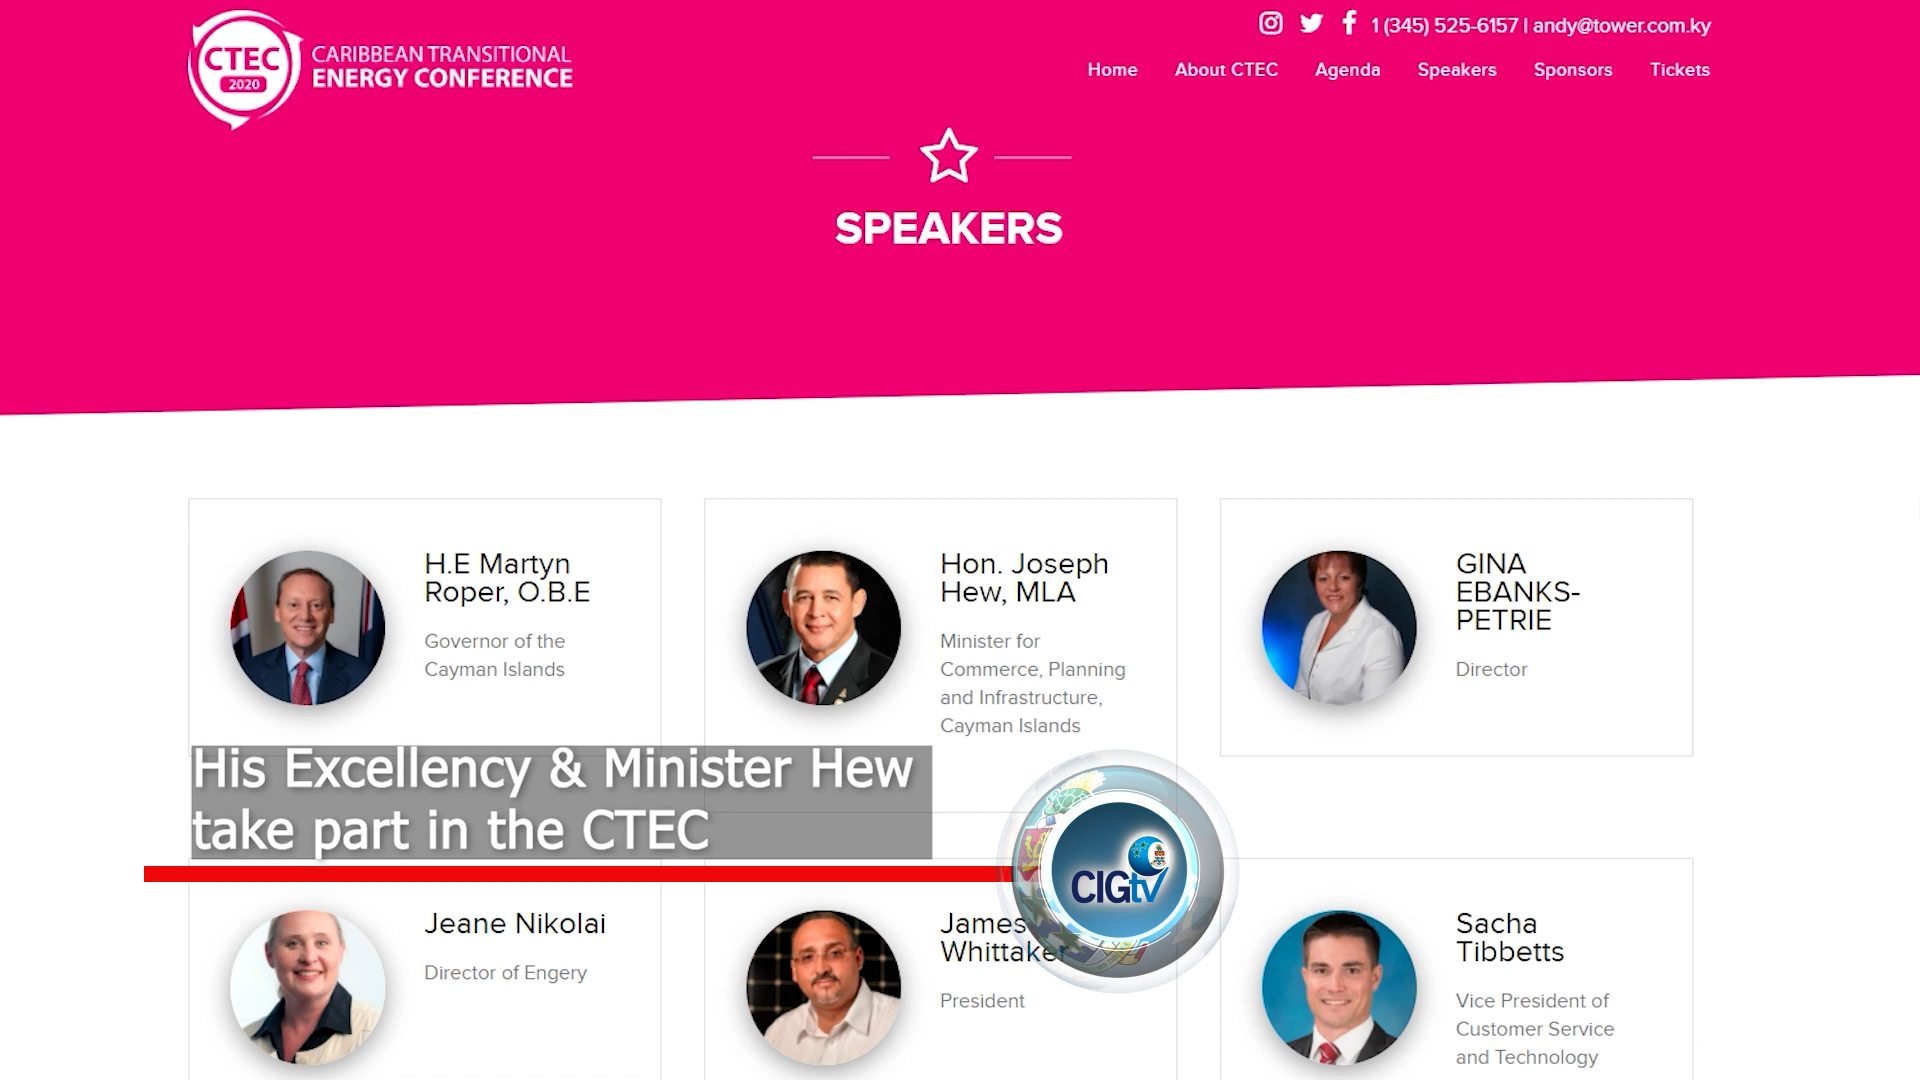 CTEC
2020
CARIBBEAN TRANSITIONAL
ENERGY CONFERENCE
1 (345) 525-6157 | andy@tower.com.ky
Home About CTEC Agenda Speakers Sponsors Tickets
SPEAKERS
H.E Martyn
Roper, O.B.E
Governor of the
Cayman Islands
Hon. Joseph
Hew, MLA
Minister for
Commerce, Planning
and Infrastructure,
Cayman Islands
GINA
EBANKS-
PETRIE
Director
His Excellency & Minister Hew
take part in the CTEC
CIGtv
Jeane Nikolai
Director of Engery
James
Whittaker
President
Sacha
Tibbetts
Vice President of
Customer Service
and Technology